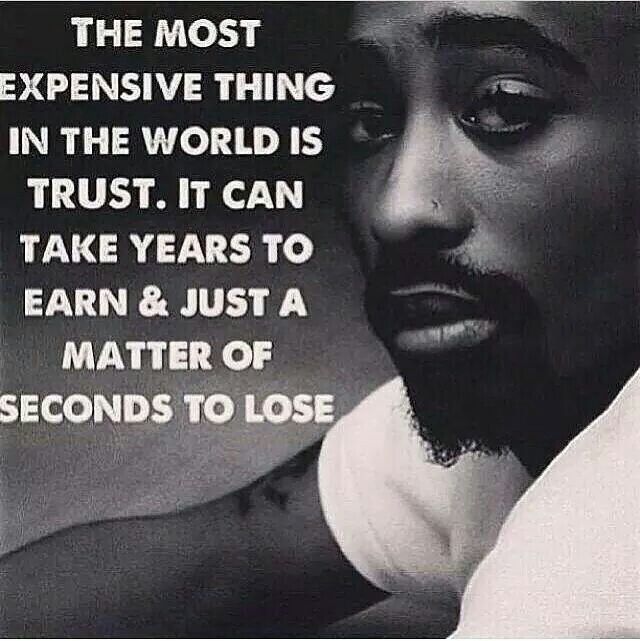 THE MOST
EXPENSIVE THING
IN THE WORLD IS
TRUST. IT CAN
TAKE YEARS TO
EARN & JUST A
MATTER OF
SECONDS TO LOSE